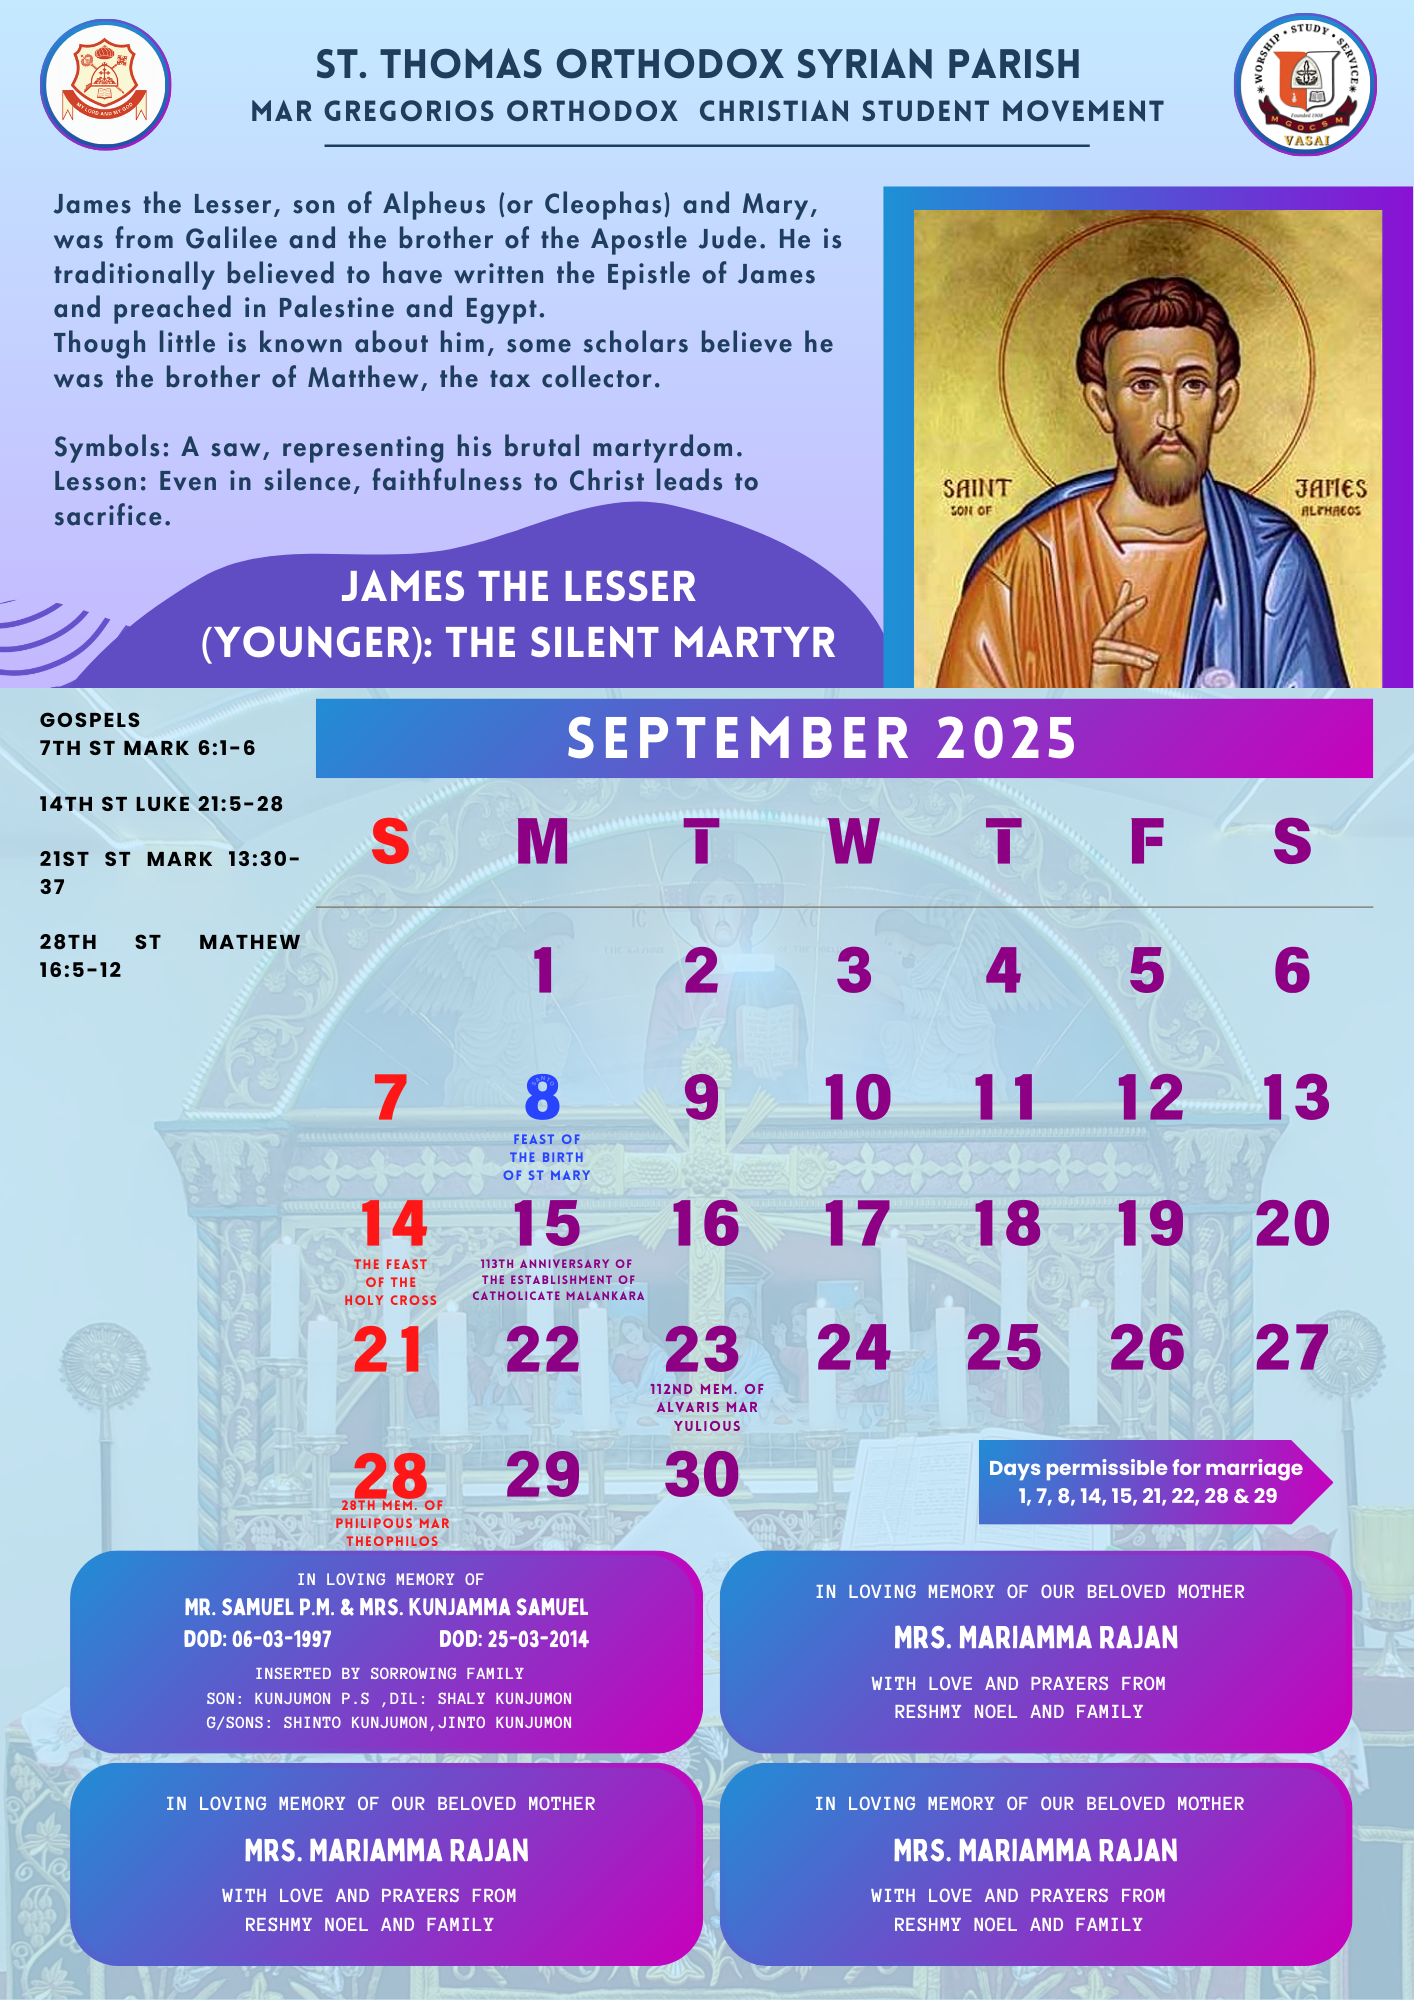 MY LORD AND MY GOD
ST. THOMAS ORTHODOX SYRIAN PARISH
MAR GREGORIOS ORTHODOX CHRISTIAN STUDENT MOVEMENT
WORSHIP • STUDY • SERVICE
Founded 1908
MGOCSM
VASAI
James the Lesser, son of Alpheus (or Cleophas) and Mary,
was from Galilee and the brother of the Apostle Jude. He is
traditionally believed to have written the Epistle of James
and preached in Palestine and Egypt.
Though little is known about him, some scholars believe he
was the brother of Matthew, the tax collector.
Symbols: A saw, representing his brutal martyrdom.
Lesson: Even in silence, faithfulness to Christ leads to
sacrifice.
SAINT JAMES
SON OF ALPHAEOS
JAMES THE LESSER
(YOUNGER): THE SILENT MARTYR
GOSPELS
7TH ST MARK 6:1-6
14TH ST LUKE 21:5-28
21ST ST MARK 13:30-
37
28TH ST MATHEW
16:5-12
SEPTEMBER 2025
S M T W T F S
1 2 3 4 5 6
7 8 9 10 11 12 13
FEAST OF
THE BIRTH
OF ST MARY
14 15 16 17 18 19 20
THE FEAST
OF THE
HOLY CROSS
113TH ANNIVERSARY OF
THE ESTABLISHMENT OF
CATHOLICATE MALANKARA
21 22 23 24 25 26 27
112ND MEM. OF
ALVARIS MAR
YULIOUS
28 29 30
28TH MEM. OF
PHILIPOUS MAR
THEOPHILOS
Days permissible for marriage
1, 7, 8, 14, 15, 21, 22, 28 & 29
IN LOVING MEMORY OF
MR. SAMUEL P.M. & MRS. KUNJAMMA SAMUEL
DOD: 06-03-1997 DOD: 25-03-2014
INSERTED BY SORROWING FAMILY
SON: KUNJUMON P.S ,DIL: SHALY KUNJUMON
G/SONS: SHINTO KUNJUMON,JINTO KUNJUMON
IN LOVING MEMORY OF OUR BELOVED MOTHER
MRS. MARIAMMA RAJAN
WITH LOVE AND PRAYERS FROM
RESHMY NOEL AND FAMILY
IN LOVING MEMORY OF OUR BELOVED MOTHER
MRS. MARIAMMA RAJAN
WITH LOVE AND PRAYERS FROM
RESHMY NOEL AND FAMILY
IN LOVING MEMORY OF OUR BELOVED MOTHER
MRS. MARIAMMA RAJAN
WITH LOVE AND PRAYERS FROM
RESHMY NOEL AND FAMILY